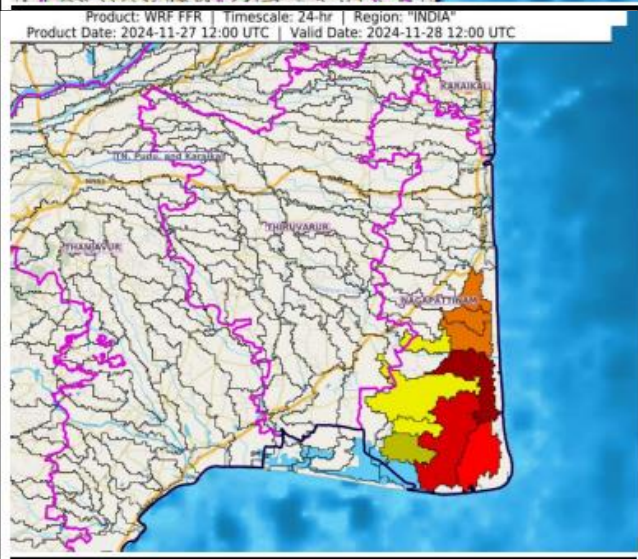 Product: WRF FFR | Timescale: 24-hr | Region: "INDIA"
Product Date: 2024-11-27 12:00 UTC | Valid Date: 2024-11-28 12:00 UTC
KARAIKAL
TN, Pudu. and Karaikal
THIRUVARUR
THANJAVUR
NAGAPATTINAM